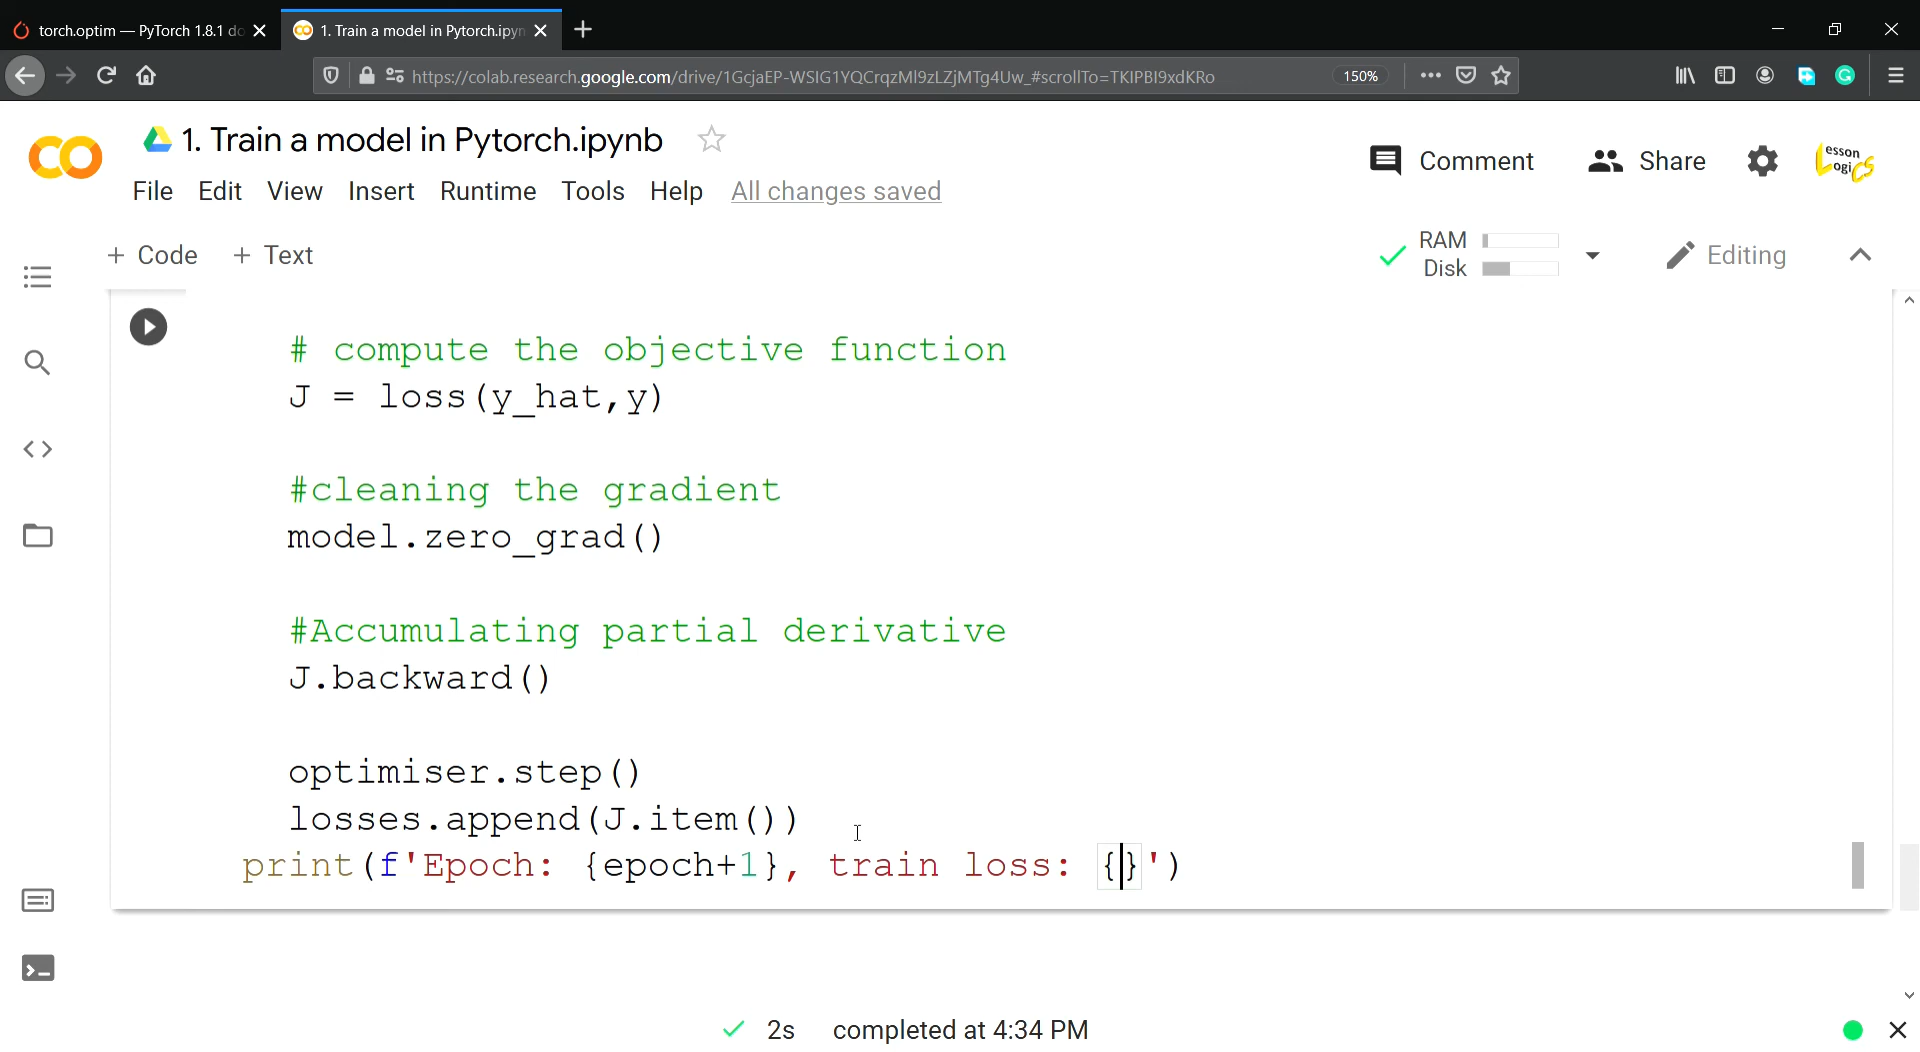 torch.optim — PyTorch 1.8.1 do
1. Train a model in Pytorch.ipyn
https://colab.research.google.com/drive/1GcjaEP-WSIG1YQCrqzMl9zLZjMTg4Uw_#scrollTo=TKIPBI9xdKRo
150%
1. Train a model in Pytorch.ipynb
Comment
Share
esson
Logi CS
File Edit View Insert Runtime Tools Help All changes saved
+ Code + Text
RAM
Disk
Editing
# compute the objective function
J = loss(y_hat,y)
#cleaning the gradient
model.zero_grad()
#Accumulating partial derivative
J.backward()
optimiser.step()
losses.append(J.item())
print(f'Epoch: {epoch+1}, train loss: {}')
2s completed at 4:34 PM